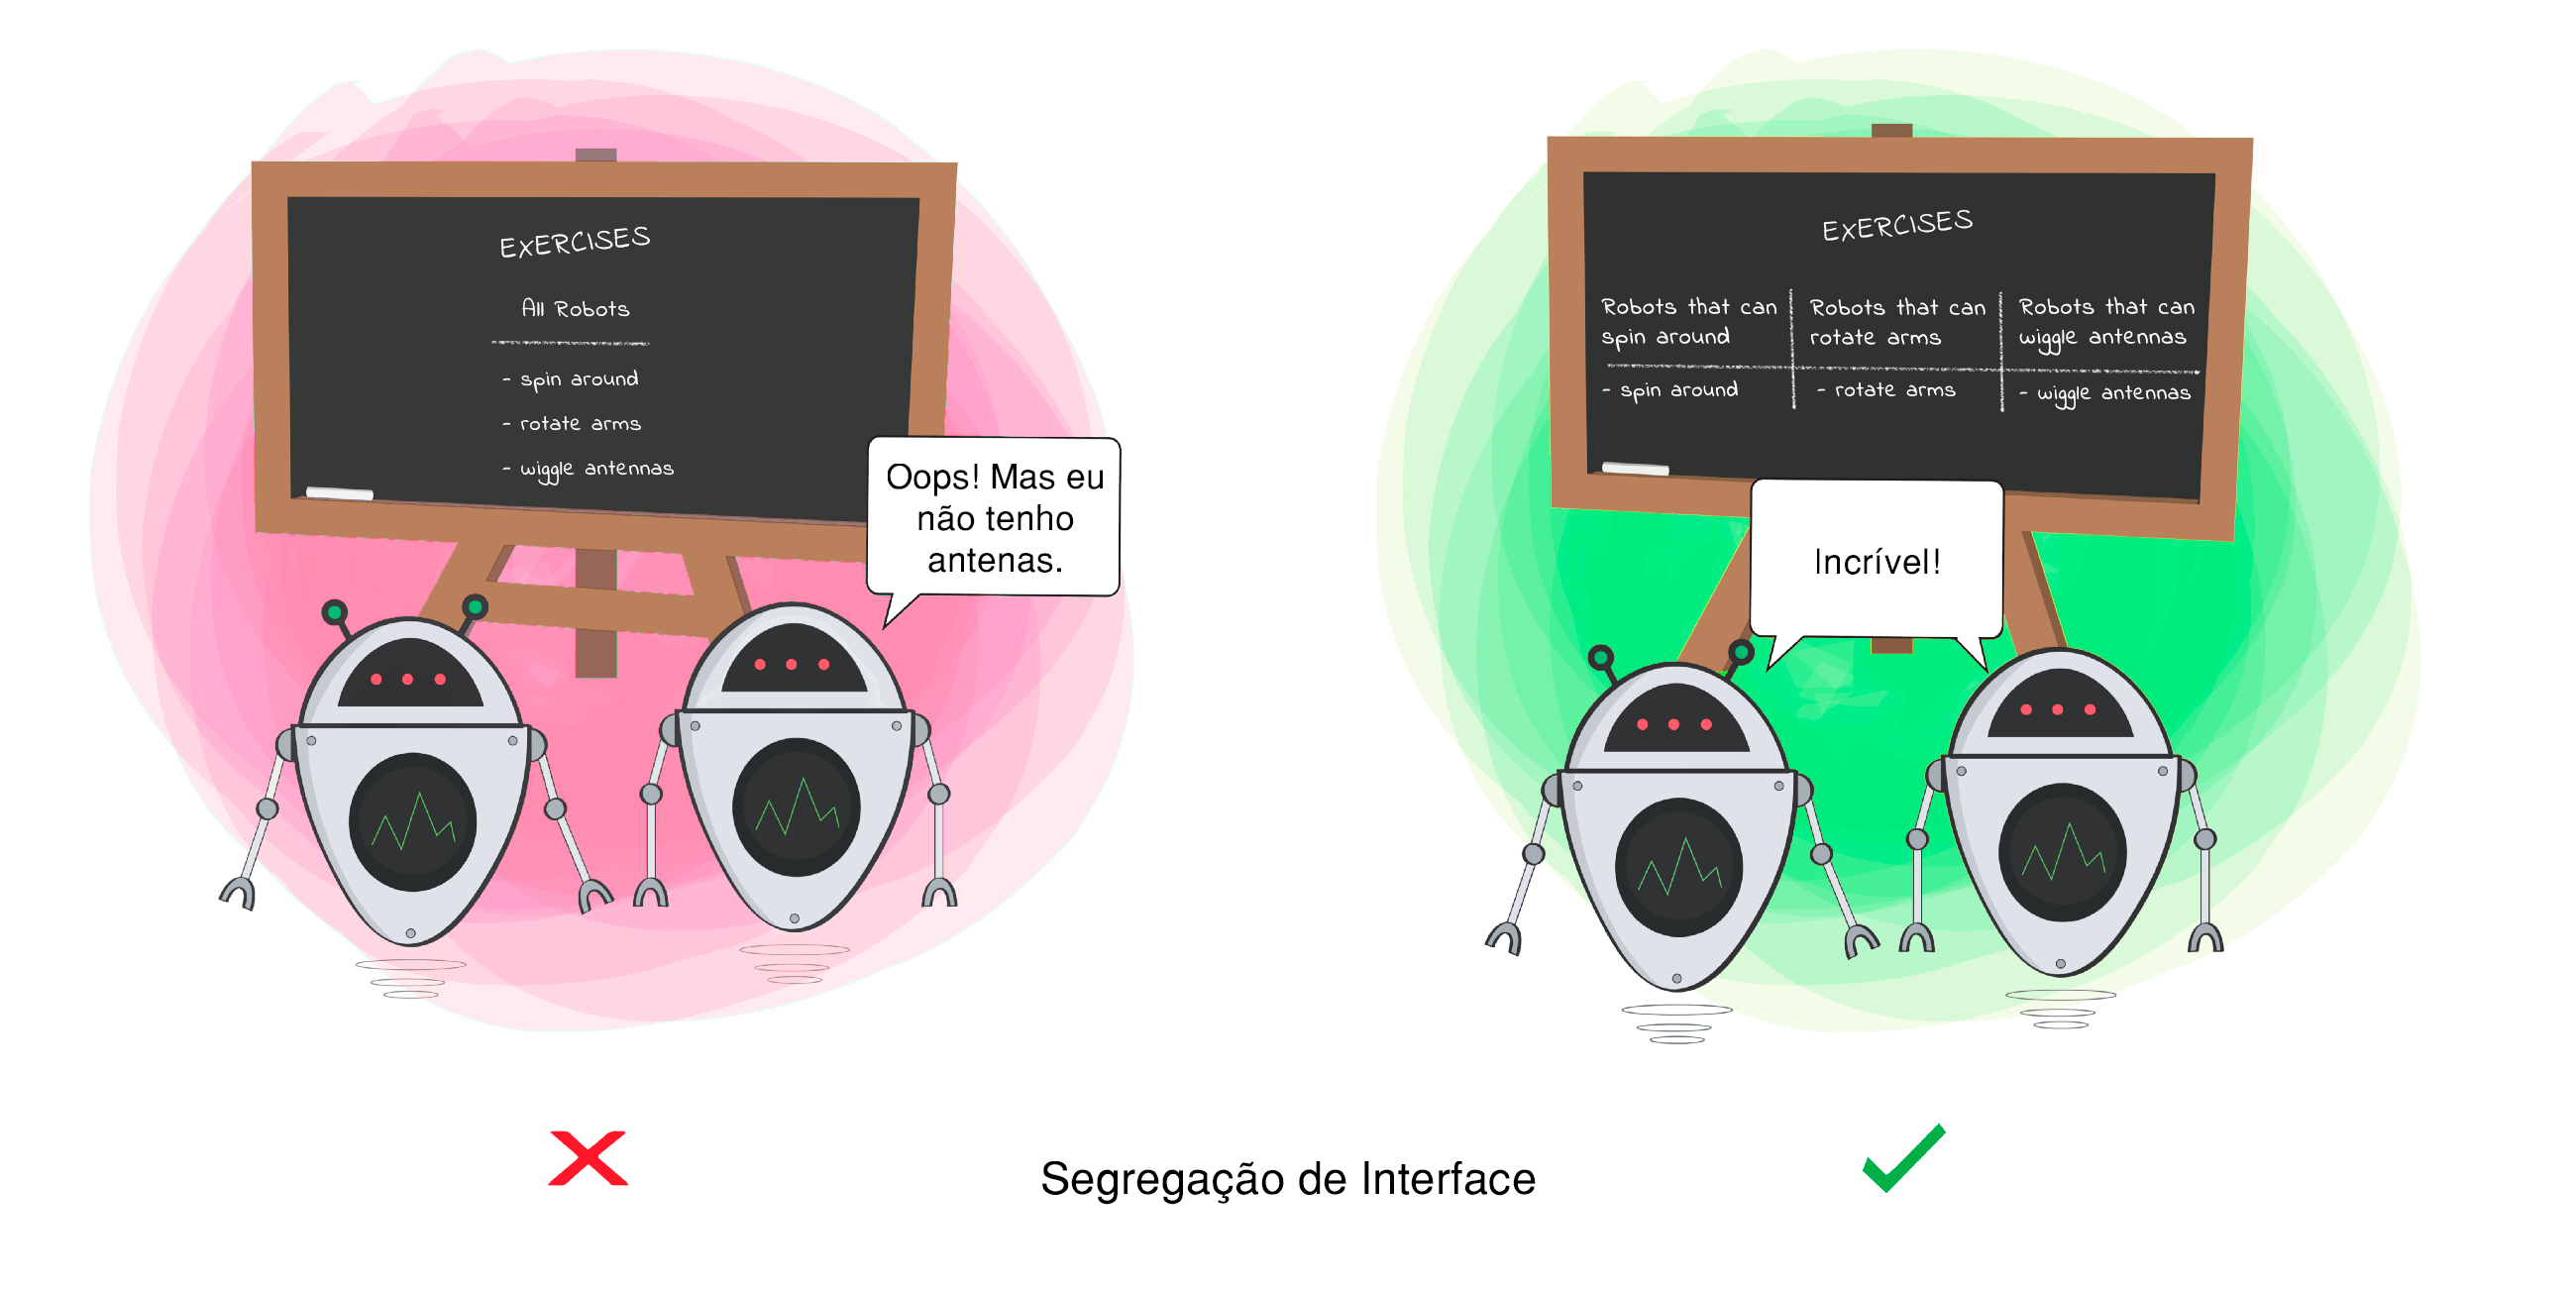 EXERCISES
All Robots
- spin around
- rotate arms
- wiggle antennas
Oops! Mas eu
não tenho
antenas.
EXERCISES
Robots that can
spin around
- spin around
Robots that can
rotate arms
- rotate arms
Robots that can
wiggle antennas
- wiggle antennas
Incrível!
Segregação de Interface